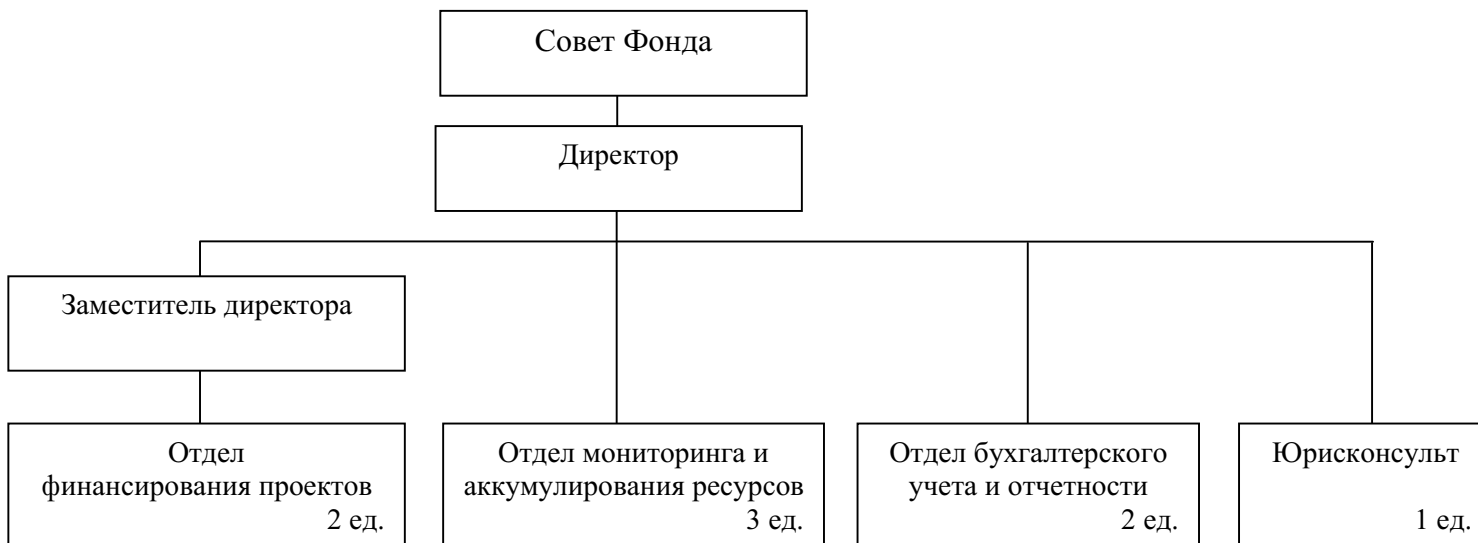 Совет Фонда
Директор
Заместитель директора
Отдел
финансирования проектов
2 ед.
Отдел мониторинга и
аккумулирования ресурсов
3 ед.
Отдел бухгалтерского
учета и отчетности
2 ед.
Юрисконсульт
1 ед.